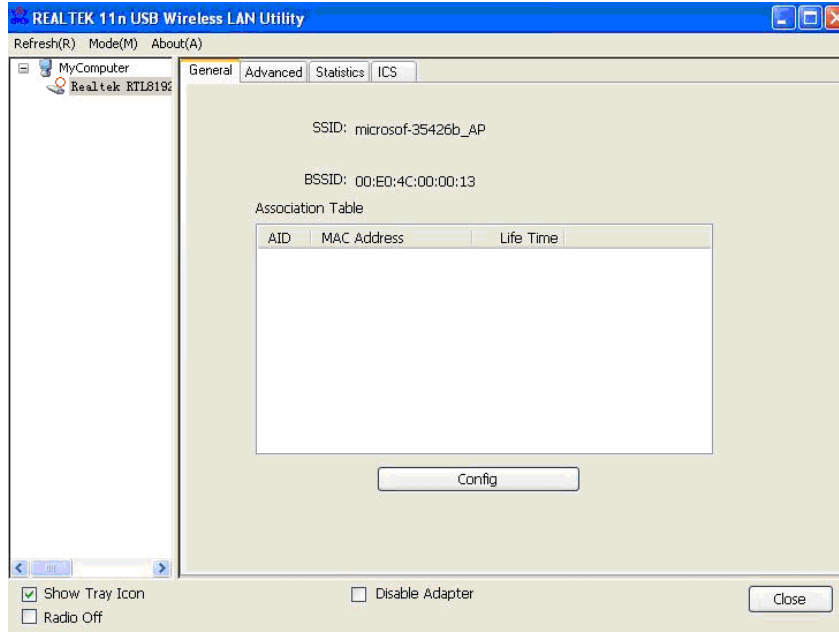 REALTEK 11n USB Wireless LAN Utility
Refresh(R) Mode(M) About(A)
MyComputer
Realtek RTL8192
General Advanced Statistics ICS
SSID: microsof-35426b_AP
BSSID: 00:E0:4C:00:00:13
Association Table
AID MAC Address Life Time
Config
Show Tray Icon
Radio Off
Disable Adapter
Close